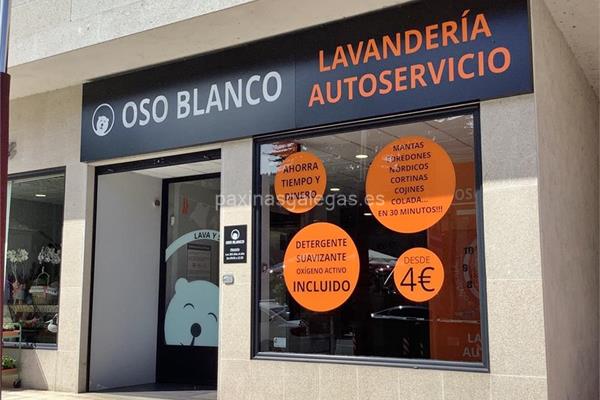 OSO BLANCO
LAVANDERÍA
AUTOSERVICIO
AHORRA
TIEMPO Y
DINERO
MANTAS
EDREDONES
NÓRDICOS
CORTINAS
COJINES
COLADA...
EN 30 MINUTOS!!!
DETERGENTE
SUAVIZANTE
OXÍGENO ACTIVO
INCLUIDO
DESDE
4€
LAVA Y
OSO BLANCO
paxinasgalegas.es